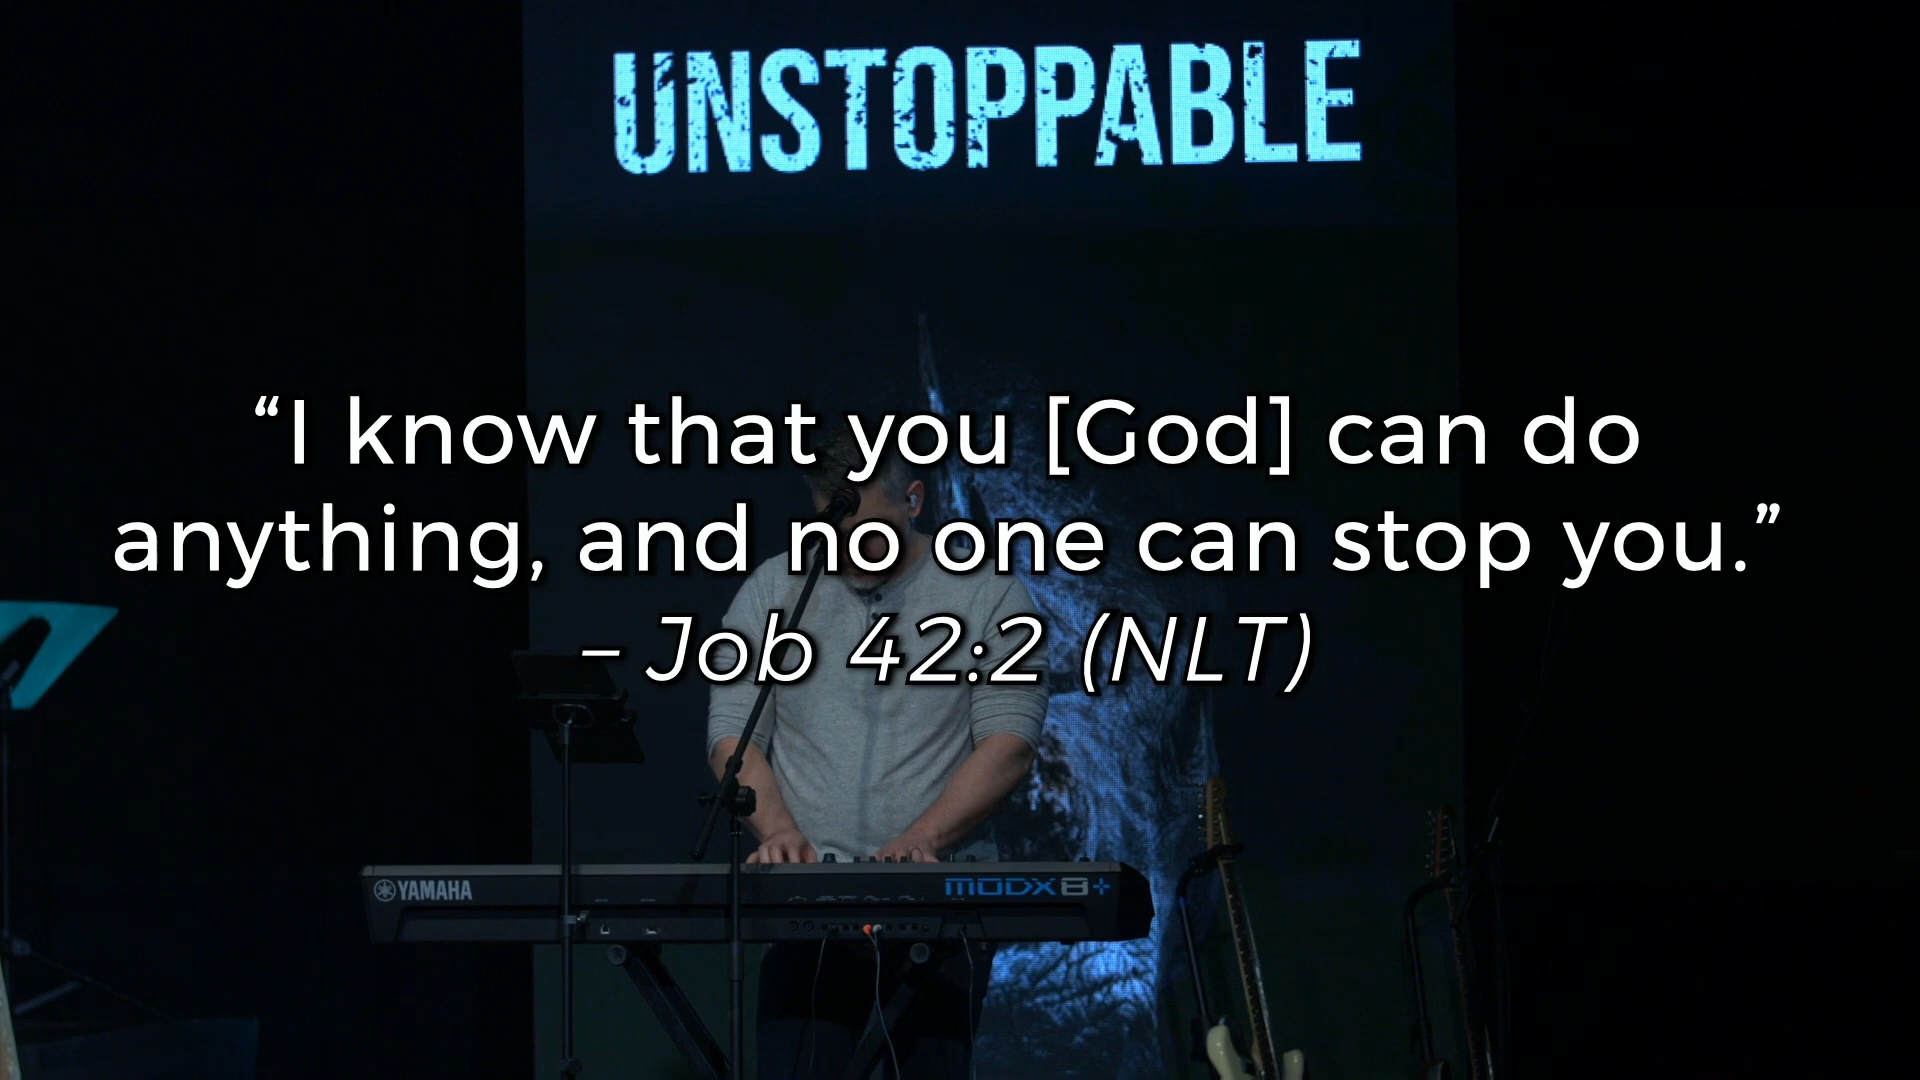 UNSTOPPABLE
“I know that you [God] can do
anything, and no one can stop you.”
– Job 42:2 (NLT)
YAMAHA
MODX8+